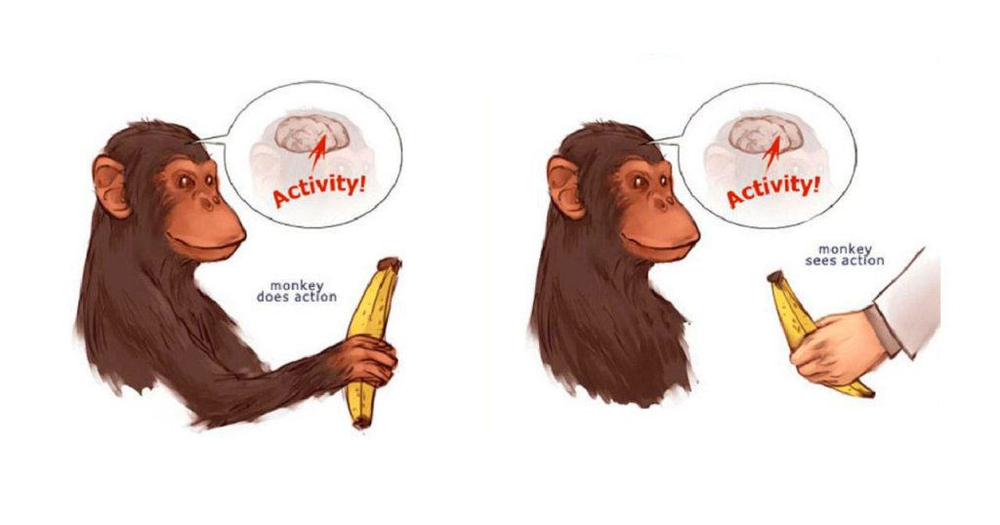 Activity!
monkey
does action
Activity!
monkey
sees action